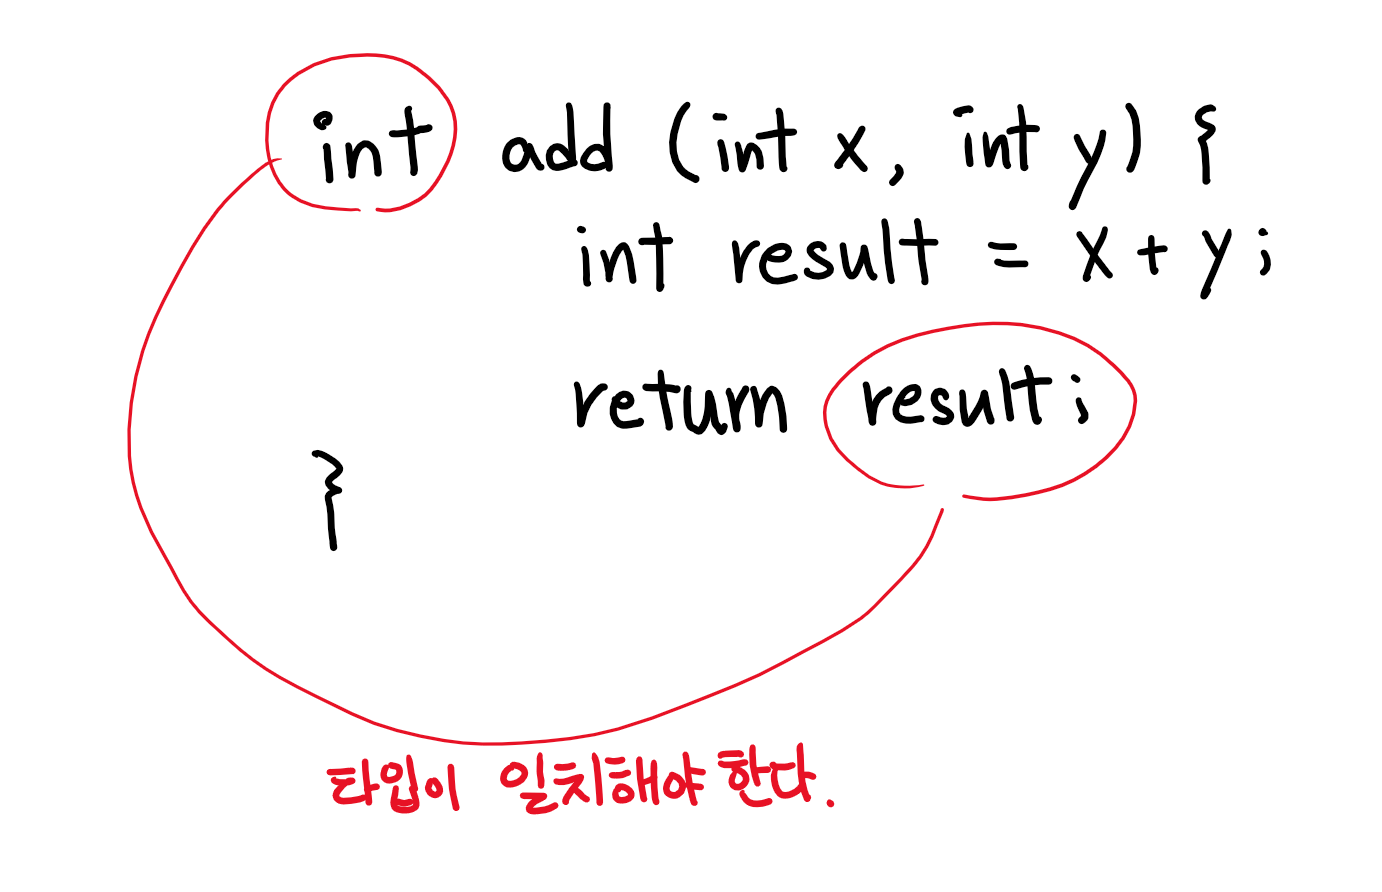 int add (int x, int y) {
int result = x + y;
return result;
}
타입이 일치해야 한다.